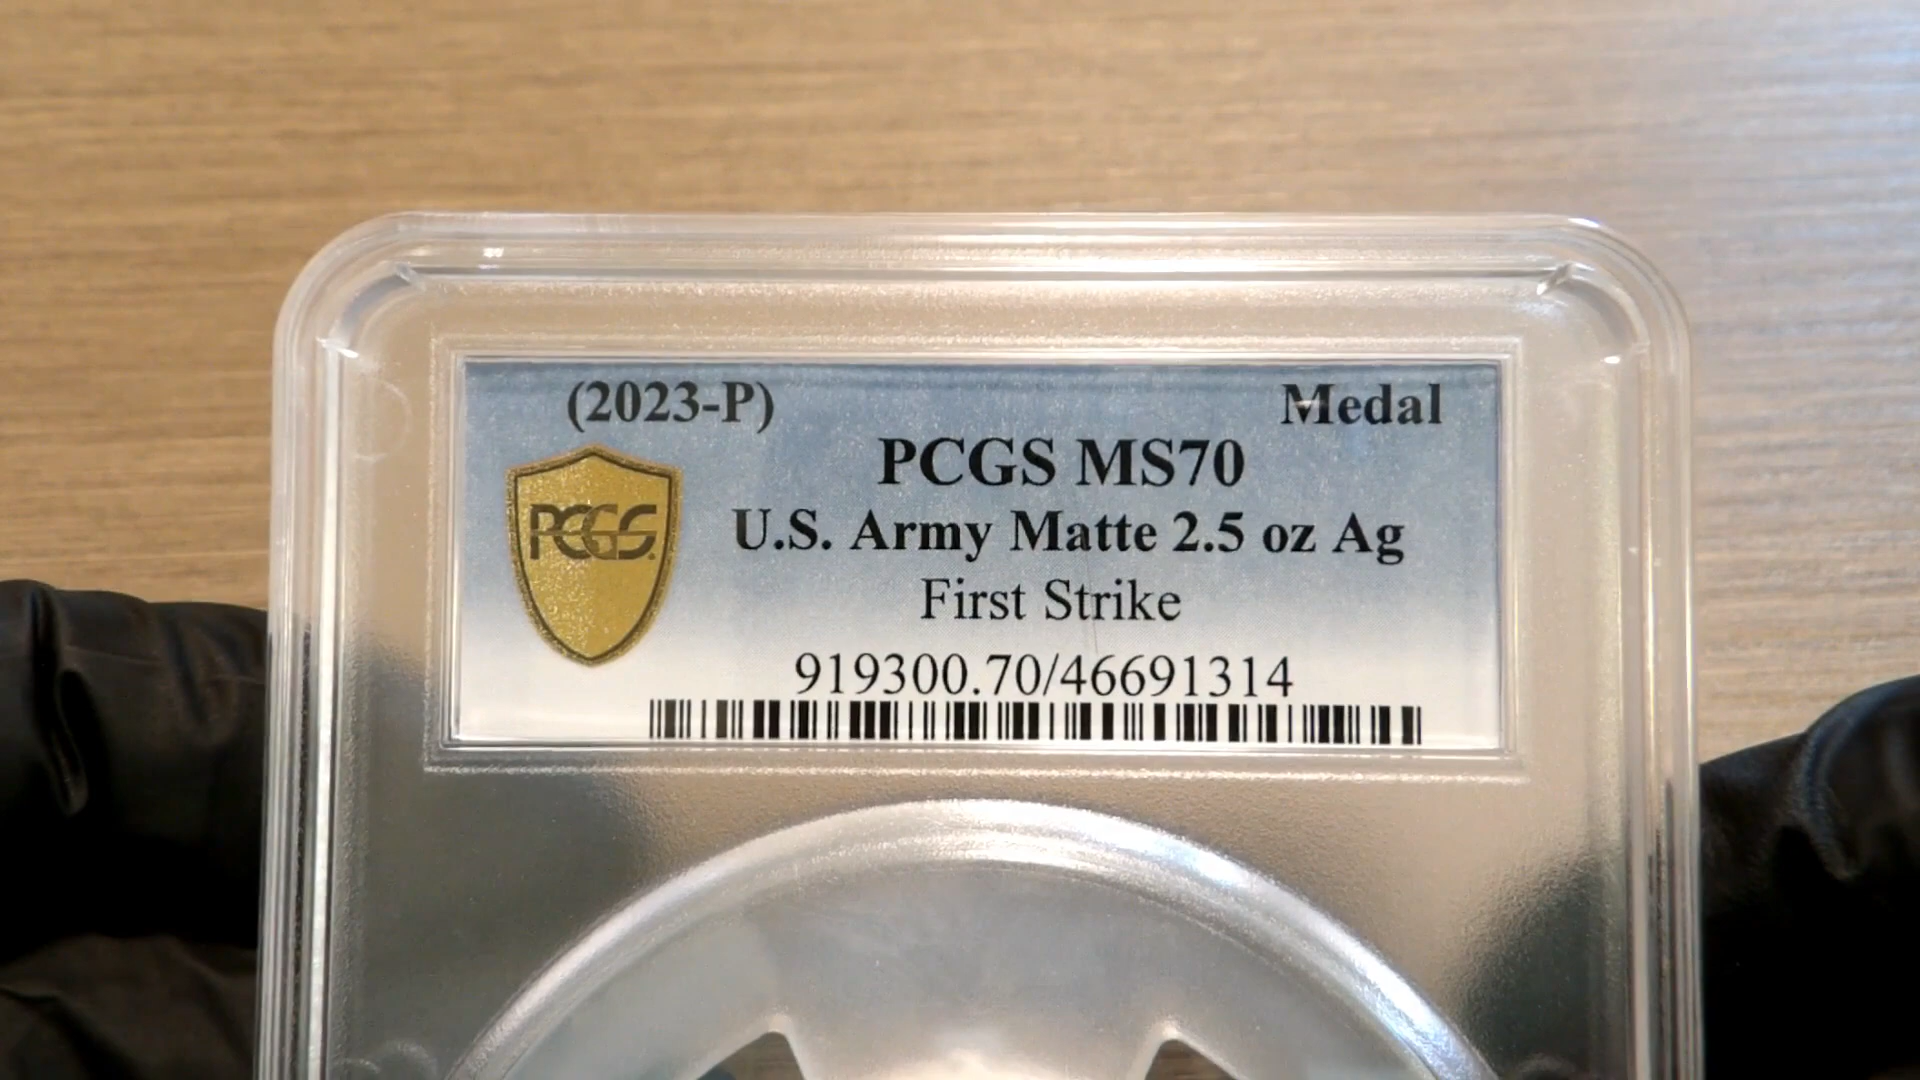 (2023-P) Medal
PCGS MS70
PCGS
U.S. Army Matte 2.5 oz Ag
First Strike
919300.70/46691314